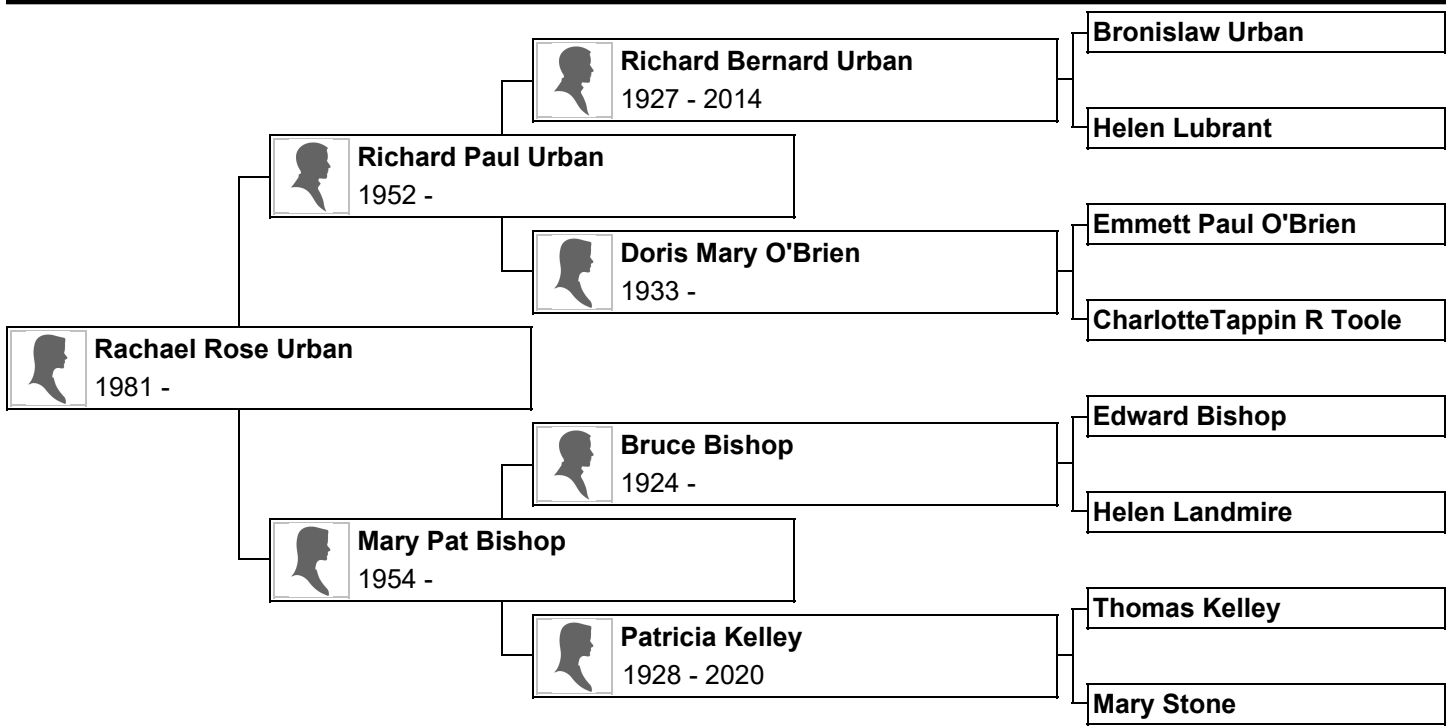 Bronislaw Urban
Richard Bernard Urban
1927 - 2014
Helen Lubrant
Richard Paul Urban
1952 -
Emmett Paul O'Brien
Doris Mary O'Brien
1933 -
CharlotteTappin R Toole
Rachael Rose Urban
1981 -
Edward Bishop
Bruce Bishop
1924 -
Helen Landmire
Mary Pat Bishop
1954 -
Thomas Kelley
Patricia Kelley
1928 - 2020
Mary Stone